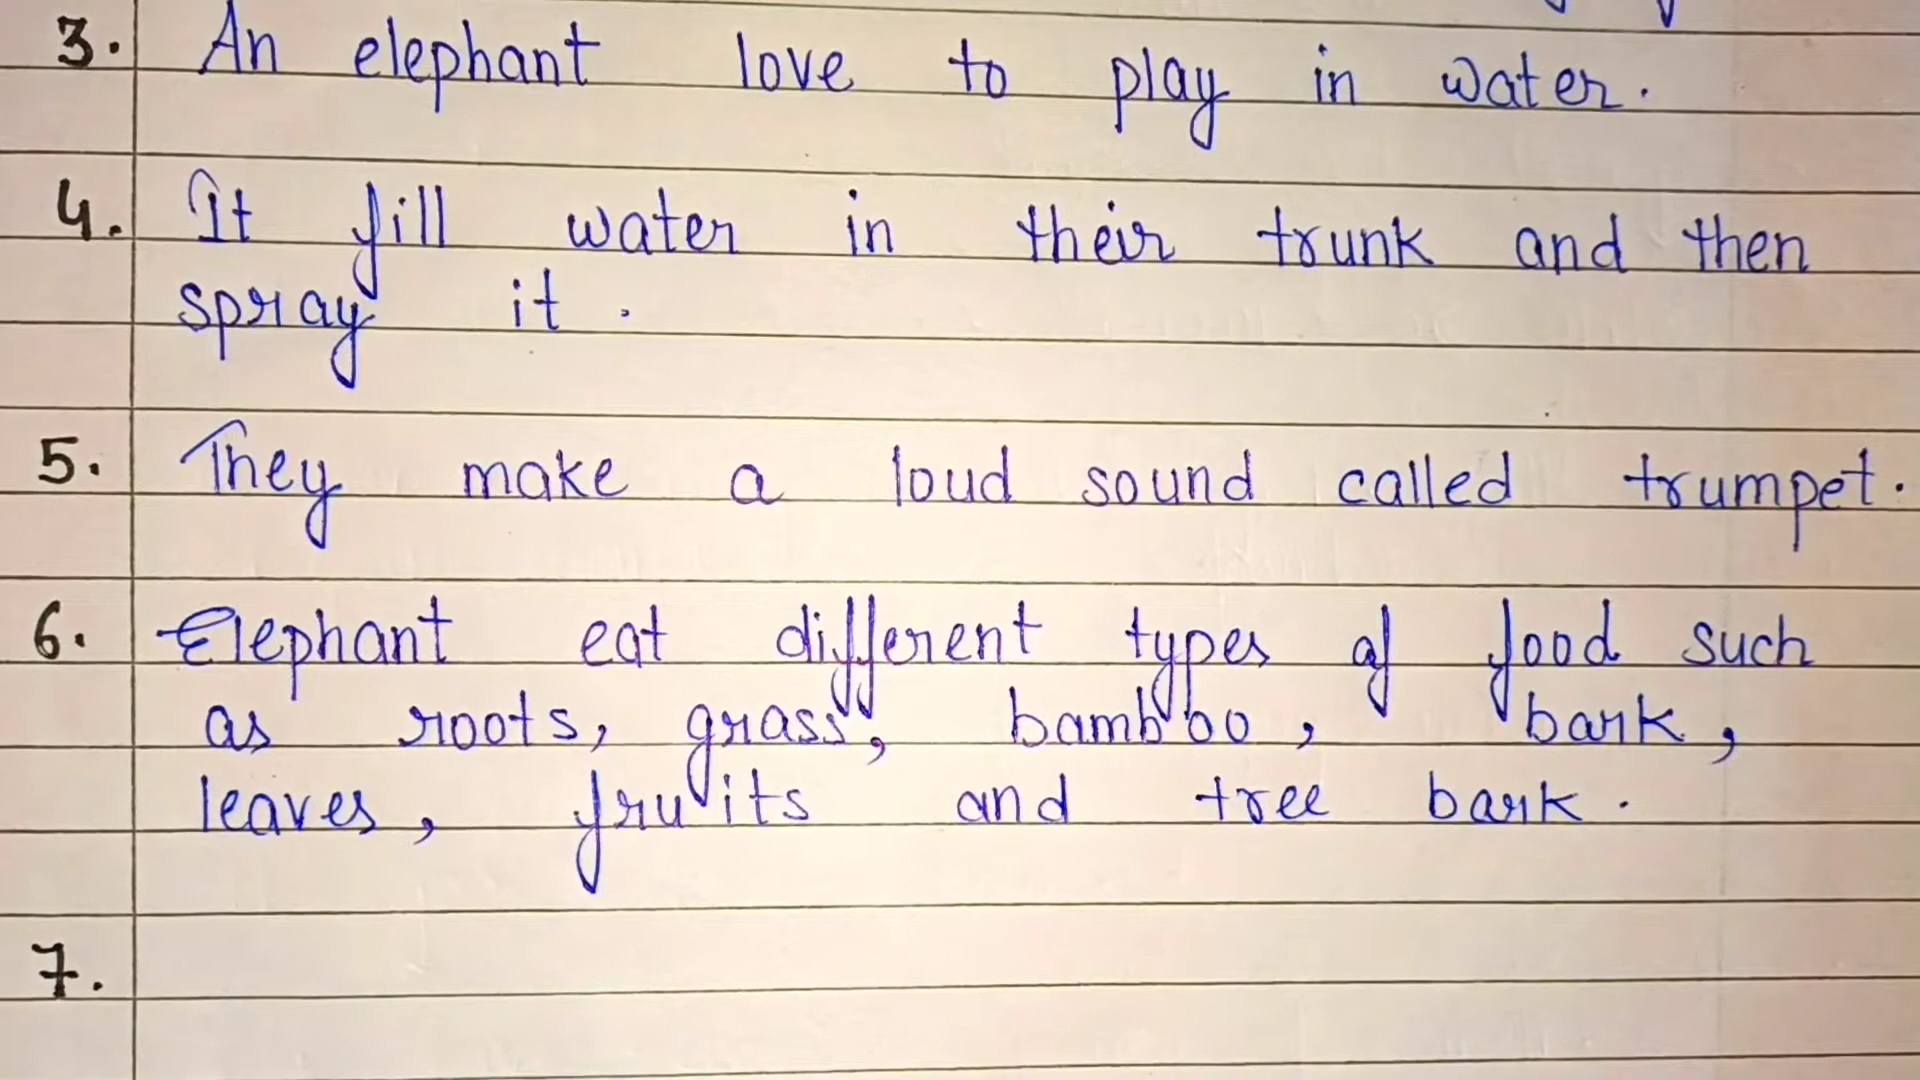 3. An elephant love to play in water.
4. It fill water in their trunk and then
spray it.
5. They make a loud sound called trumpet.
6. Elephant eat different types of food such
as roots, grass, bamboo, bark,
leaves, fruits and tree bark.
7.